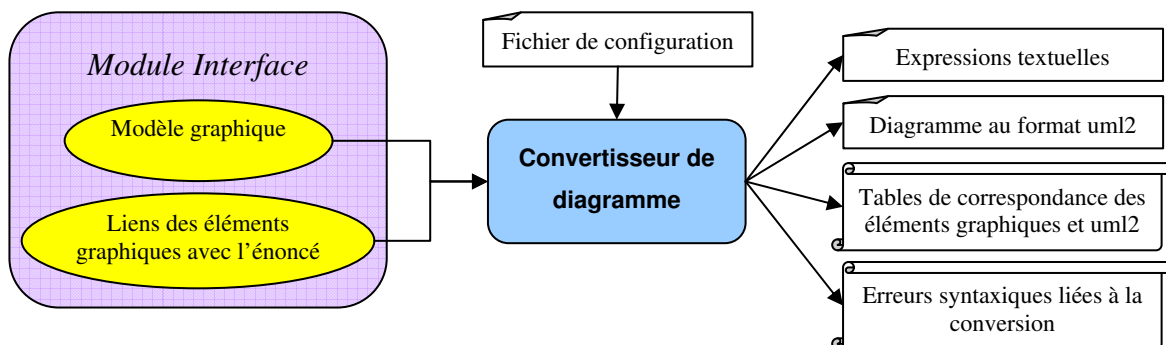 Module Interface
Modèle graphique
Liens des éléments
graphiques avec l'énoncé
Fichier de configuration
Convertisseur de
diagramme
Expressions textuelles
Diagramme au format uml2
Tables de correspondance des
éléments graphiques et uml2
Erreurs syntaxiques liées à la
conversion